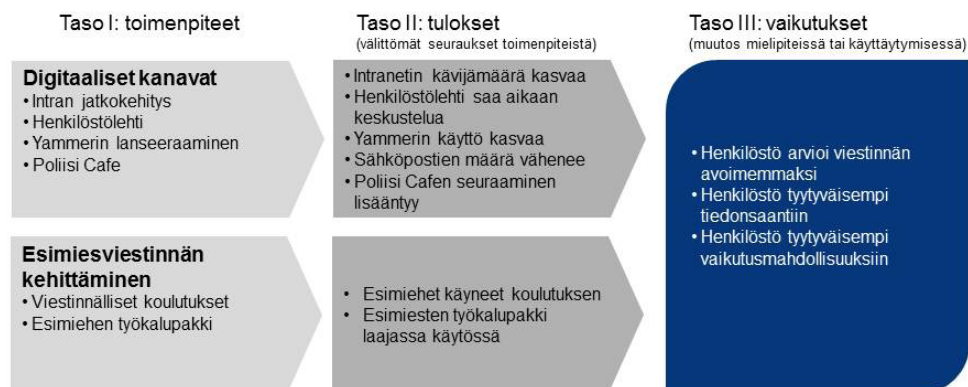 Taso I: toimenpiteet
Digitaaliset kanavat
• Intran jatkokehitys
• Henkilöstölehti
• Yammerin lanseeraaminen
• Poliisi Cafe
Esimiesviestinnän
kehittäminen
• Viestinnälliset koulutukset
• Esimiehen työkalupakki
Taso II: tulokset
(välittömät seuraukset toimenpiteistä)
• Intranetin kävijämäärä kasvaa
• Henkilöstölehti saa aikaan
keskustelua
• Yammerin käyttö kasvaa
• Sähköpostien määrä vähenee
• Poliisi Cafen seuraaminen
lisääntyy
• Esimiehet käyneet koulutuksen
• Esimiesten työkalupakki
laajassa käytössä
Taso III: vaikutukset
(muutos mielipiteissä tai käyttäytymisessä)
• Henkilöstö arvioi viestinnän
avoimemmaksi
• Henkilöstö tyytyväisempi
tiedonsaantiin
• Henkilöstö tyytyväisempi
vaikutusmahdollisuuksiin